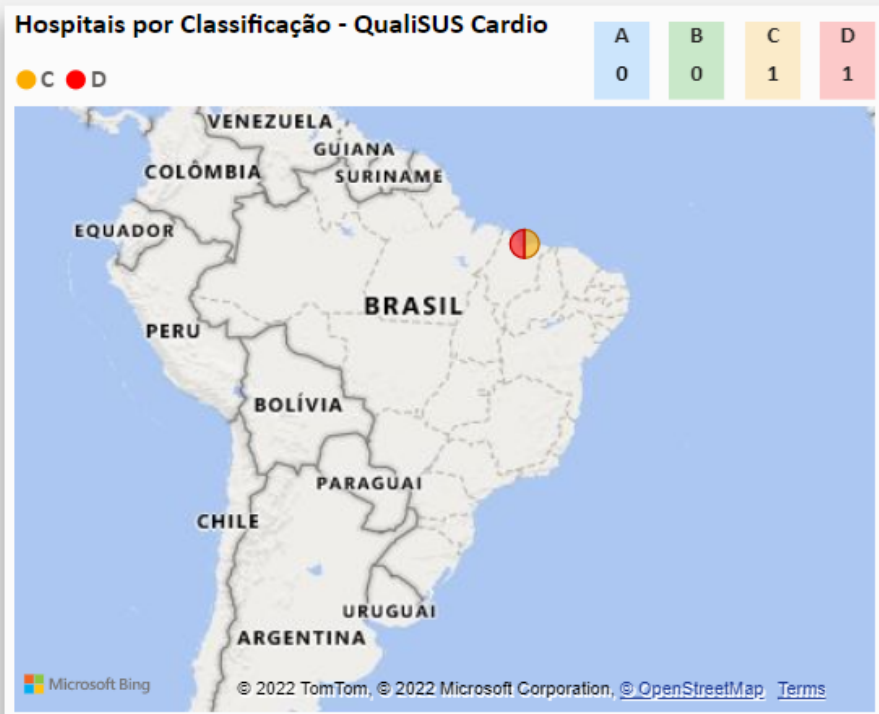 Hospitais por Classificação - QualiSUS Cardio
A B C D
0 0 1 1
C D
VENEZUELA
GUIANA
COLÔMBIA
SURINAME
EQUADOR
BRASIL
PERU
BOLÍVIA
PARAGUAI
CHILE
URUGUAI
ARGENTINA
Microsoft Bing
© 2022 TomTom, © 2022 Microsoft Corporation, © OpenStreetMap Terms